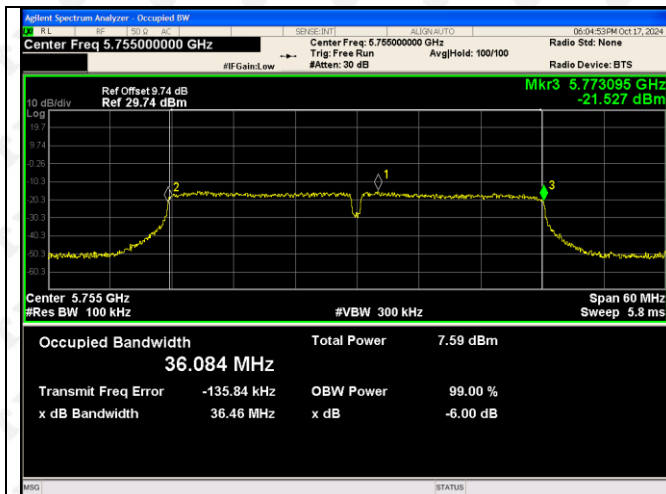 Agilent Spectrum Analyzer - Occupied BW
RL RF 50 Ω AC SENSE:INT ALIGNAUTO 06:04:53PM Oct 17, 2024
Center Freq 5.755000000 GHz Center Freq: 5.755000000 GHz Radio Std: None
Trig: Free Run Avg|Hold: 100/100
#IFGain:Low #Atten: 30 dB Radio Device: BTS
Mkr3 5.773095 GHz
-21.527 dBm
Ref Offset 9.74 dB
10 dB/div Ref 29.74 dBm
Log
19.7
9.74
-0.26
-10.3
-20.3
-30.3
-40.3
-50.3
-60.3
1
2
3
Center 5.755 GHz Span 60 MHz
#Res BW 100 kHz #VBW 300 kHz Sweep 5.8 ms
Occupied Bandwidth Total Power 7.59 dBm
36.084 MHz
Transmit Freq Error -135.84 kHz OBW Power 99.00 %
x dB Bandwidth 36.46 MHz x dB -6.00 dB
MSG STATUS